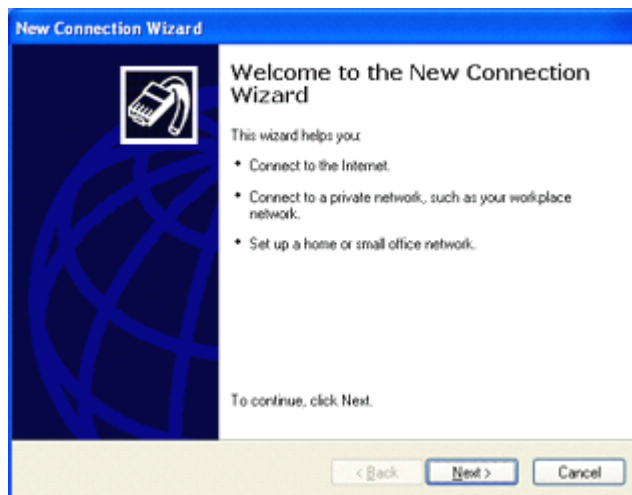 New Connection Wizard
Welcome to the New Connection
Wizard
This wizard helps you:
• Connect to the Internet.
• Connect to a private network, such as your workplace
network.
• Set up a home or small office network.
To continue, click Next.
< Back
Next >
Cancel